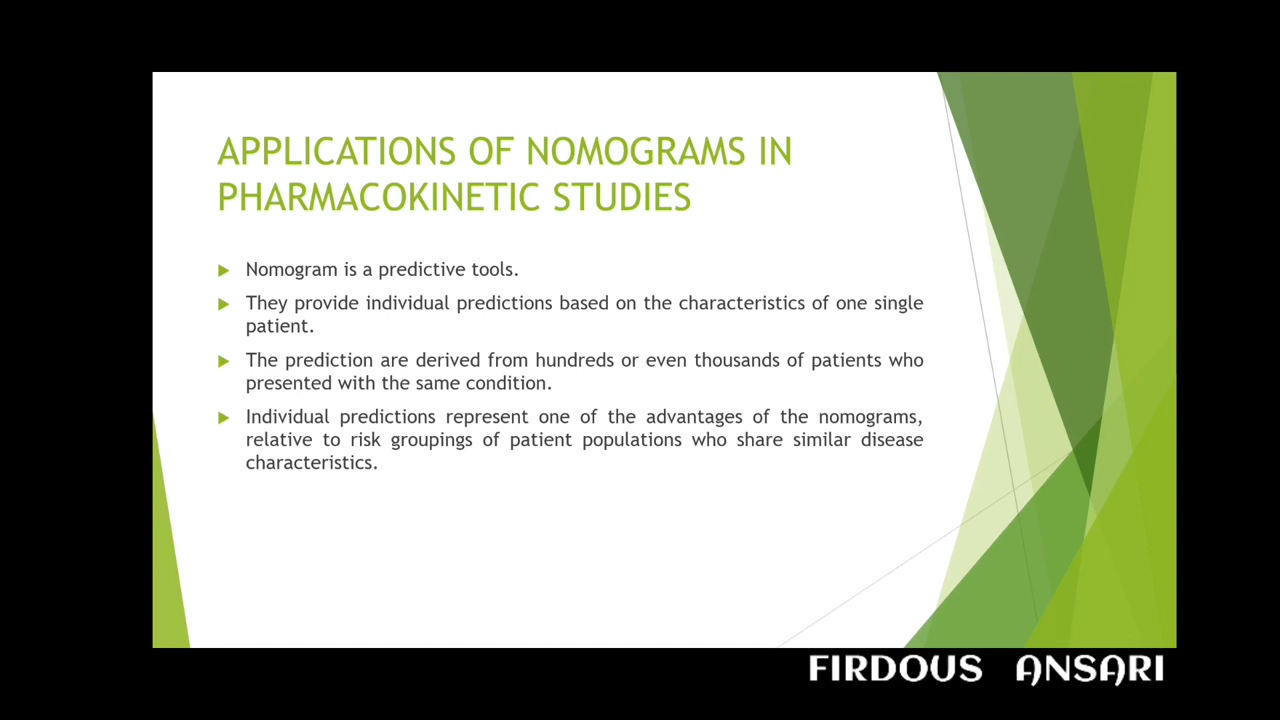 APPLICATIONS OF NOMOGRAMS IN
PHARMACOKINETIC STUDIES
Nomogram is a predictive tools.
They provide individual predictions based on the characteristics of one single
patient.
The prediction are derived from hundreds or even thousands of patients who
presented with the same condition.
Individual predictions represent one of the advantages of the nomograms,
relative to risk groupings of patient populations who share similar disease
characteristics.
FIRDOUS ANSARI